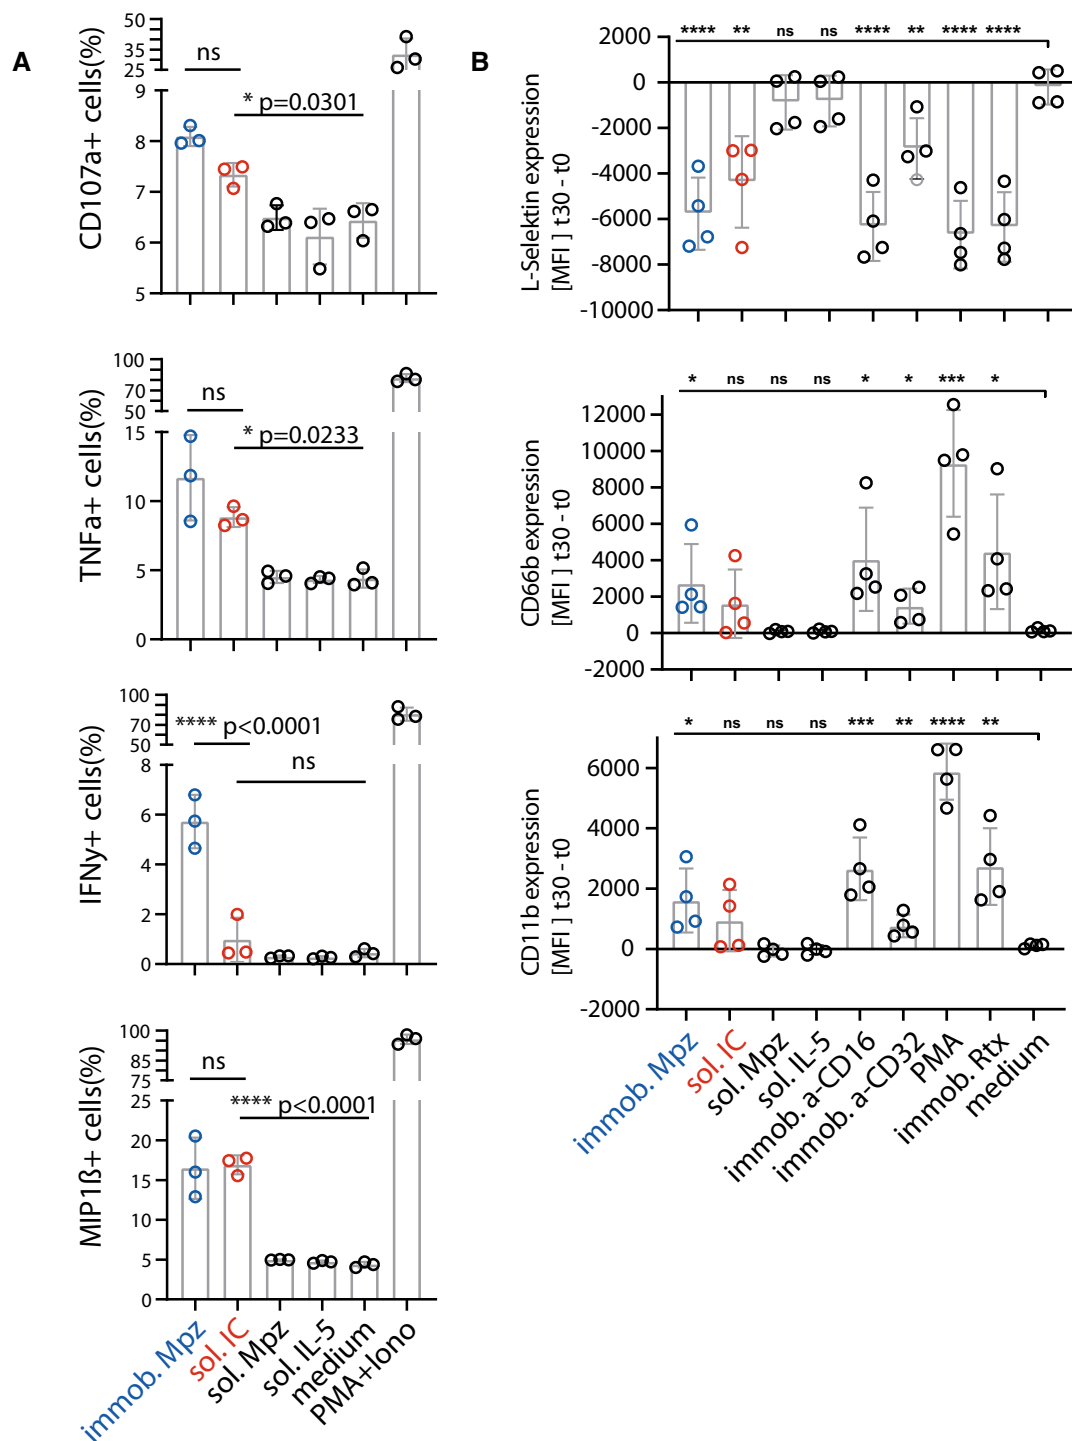 A
CD107a+ cells(%)
50
35
25
9
8
7
6
5
ns
* p=0.0301
TNFa+ cells(%)
100
70
50
15
10
5
0
ns
* p=0.0233
IFNy+ cells(%)
100
70
50
8
6
4
2
0
**** p<0.0001
ns
MIP1ß+ cells(%)
100
85
75
25
20
15
10
5
0
ns
**** p<0.0001
immob. Mpz
sol. IC
sol. Mpz
sol. IL-5
medium
PMA+Iono
B
L-Selektin expression
[MFI ] t30 - t0
2000
0
-2000
-4000
-6000
-8000
-10000
**** ** ns ns **** ** **** ****
CD66b expression
[MFI ] t30 - t0
12000
10000
8000
6000
4000
2000
0
-2000
* ns ns ns * * *** *
CD11b expression
[MFI ] t30 - t0
6000
4000
2000
0
-2000
* ns ns ns *** ** **** **
immob. Mpz
sol. IC
sol. Mpz
sol. IL-5
immob. a-CD16
immob. a-CD32
PMA
immob. Rtx
medium